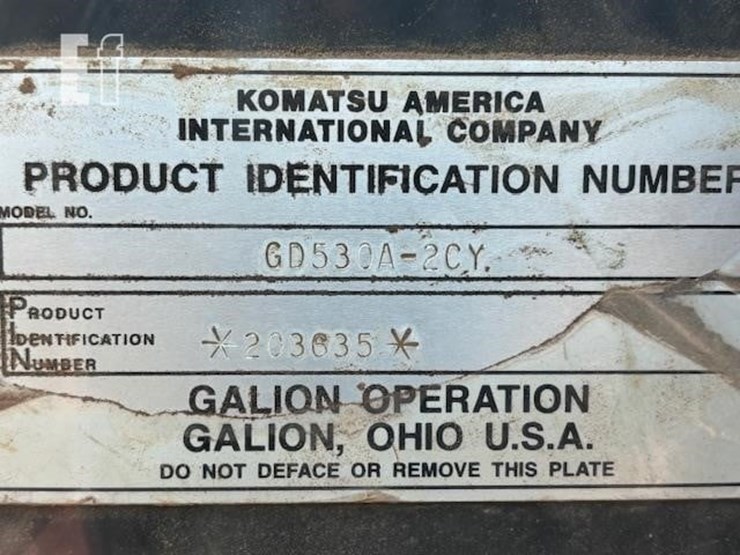 Ef
KOMATSU AMERICA
INTERNATIONAL COMPANY
PRODUCT IDENTIFICATION NUMBER
MODEL NO.
GD530A-2CY.
PRODUCT
IDENTIFICATION
NUMBER
*203635*
GALION OPERATION
GALION, OHIO U.S.A.
DO NOT DEFACE OR REMOVE THIS PLATE